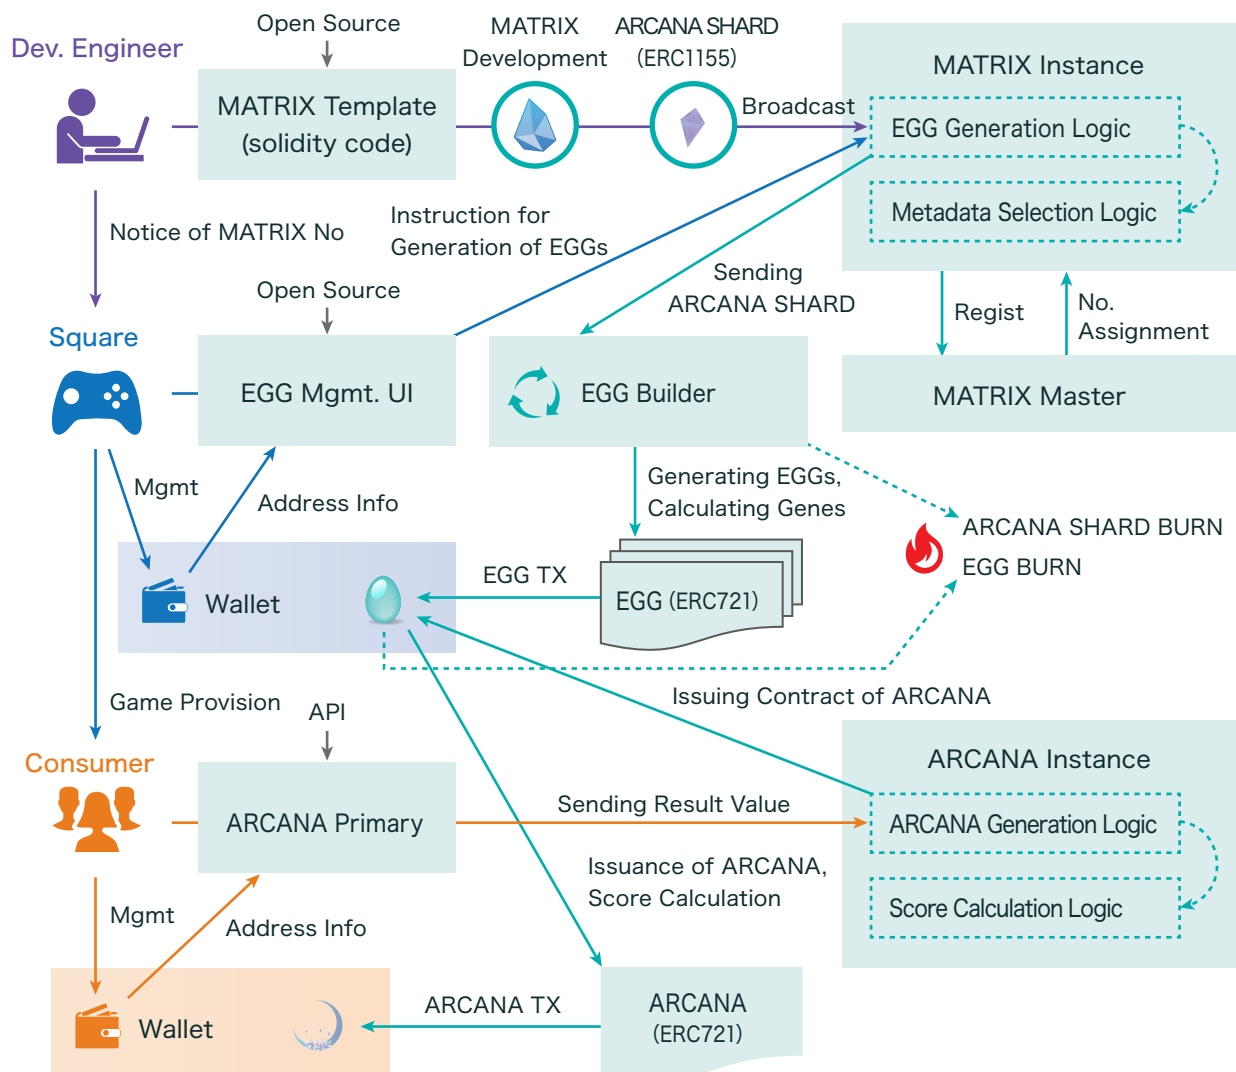 Dev. Engineer
Open Source
MATRIX Template
(solidity code)
MATRIX
Development
ARCANA SHARD
(ERC1155)
Broadcast
MATRIX Instance
EGG Generation Logic
Metadata Selection Logic
Notice of MATRIX No
Instruction for
Generation of EGGs
Sending
ARCANA SHARD
Regist
No.
Assignment
MATRIX Master
Square
Open Source
EGG Mgmt. UI
EGG Builder
Mgmt
Address Info
Generating EGGs,
Calculating Genes
ARCANA SHARD BURN
EGG BURN
Wallet
EGG TX
EGG (ERC721)
Game Provision
Issuing Contract of ARCANA
Consumer
API
ARCANA Primary
Sending Result Value
ARCANA Instance
ARCANA Generation Logic
Score Calculation Logic
Issuance of ARCANA,
Score Calculation
Mgmt
Address Info
Wallet
ARCANA TX
ARCANA
(ERC721)